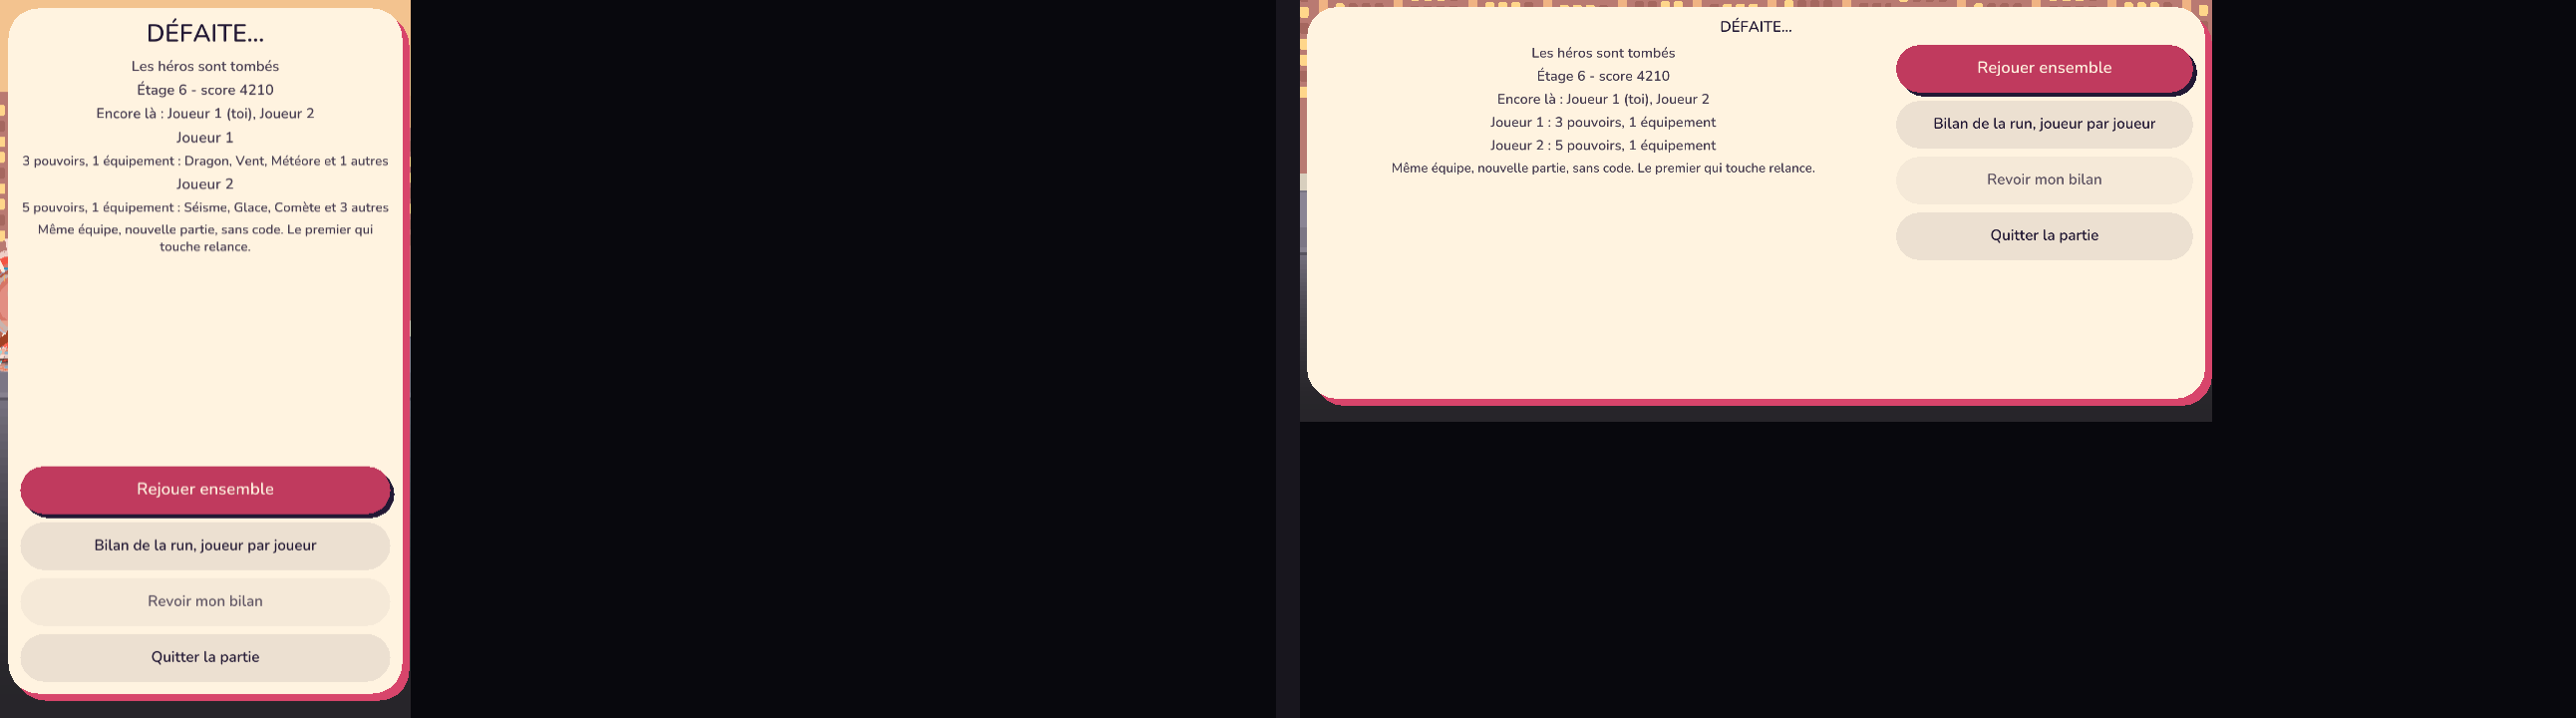 DÉFAITE...
Les héros sont tombés
Étage 6 - score 4210
Encore là : Joueur 1 (toi), Joueur 2
Joueur 1
3 pouvoirs, 1 équipement : Dragon, Vent, Météore et 1 autres
Joueur 2
5 pouvoirs, 1 équipement : Séisme, Glace, Comète et 3 autres
Même équipe, nouvelle partie, sans code. Le premier qui
touche relance.
Rejouer ensemble
Bilan de la run, joueur par joueur
Revoir mon bilan
Quitter la partie
DÉFAITE...
Les héros sont tombés
Étage 6 - score 4210
Encore là : Joueur 1 (toi), Joueur 2
Joueur 1 : 3 pouvoirs, 1 équipement
Joueur 2 : 5 pouvoirs, 1 équipement
Même équipe, nouvelle partie, sans code. Le premier qui touche relance.
Rejouer ensemble
Bilan de la run, joueur par joueur
Revoir mon bilan
Quitter la partie